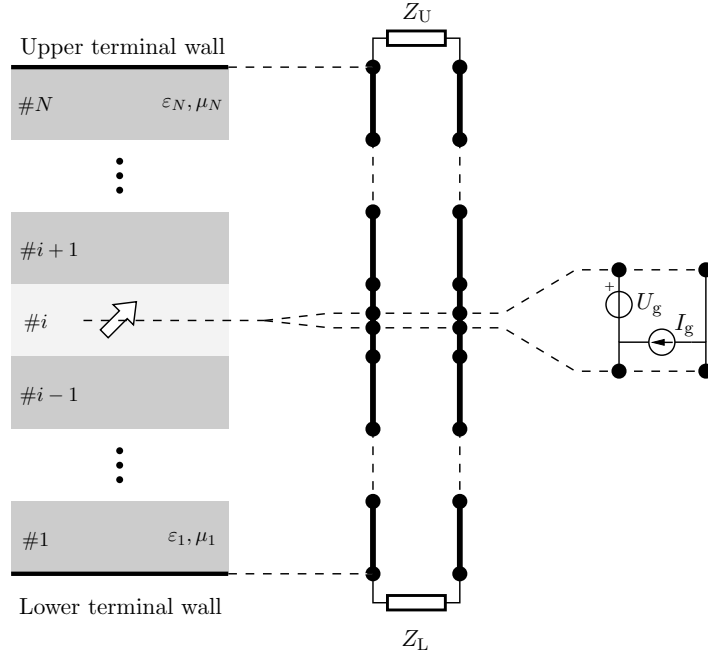 Z_U
Upper terminal wall
#N
ε_N, μ_N
#i + 1
+
U_g
#i
I_g
#i − 1
#1
ε_1, μ_1
Lower terminal wall
Z_L